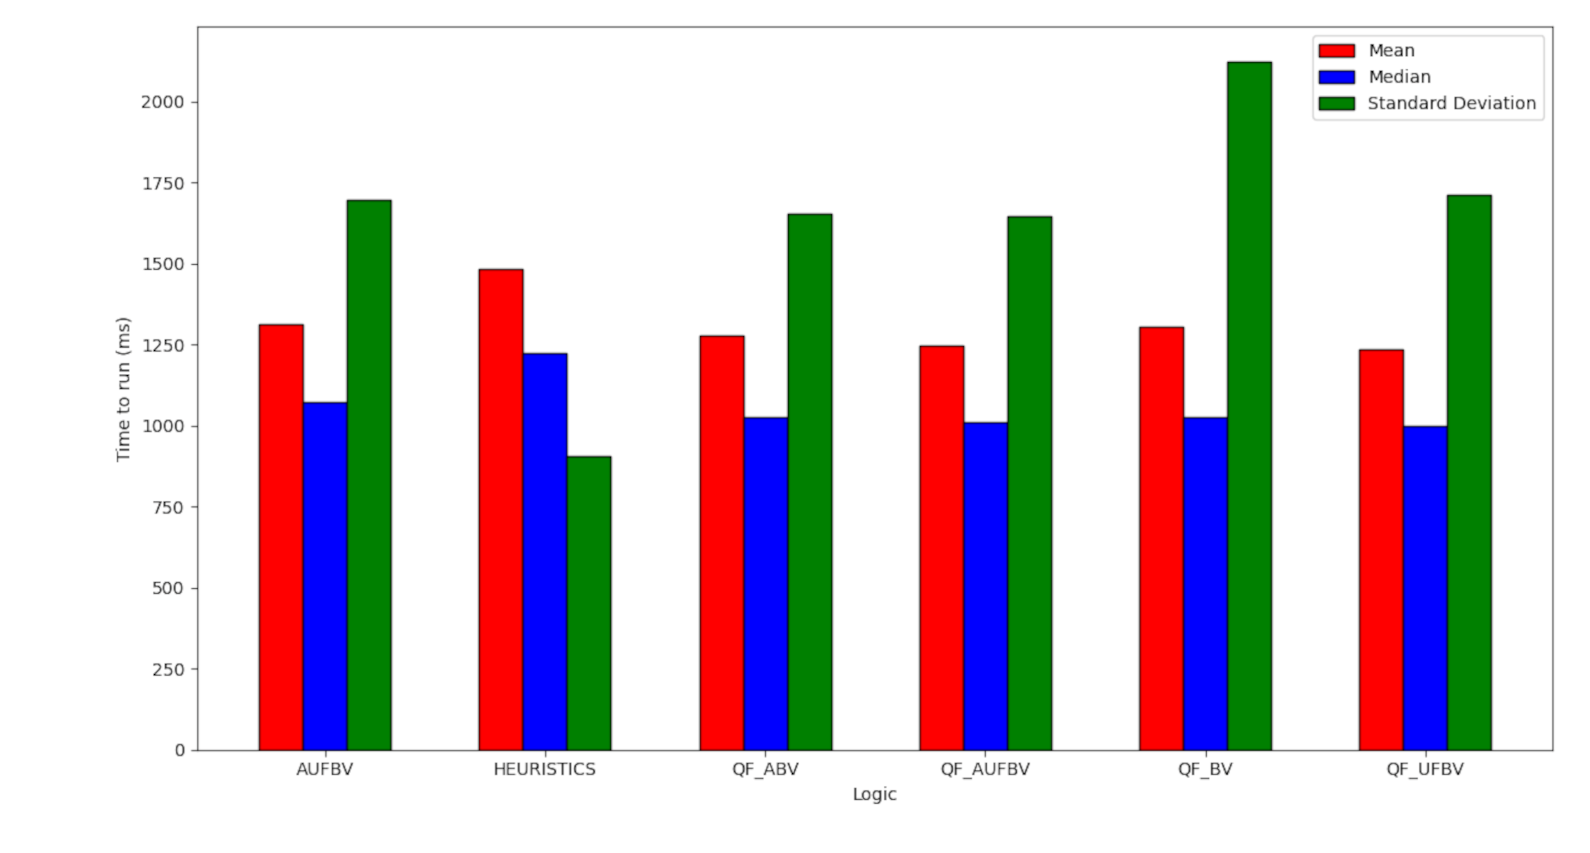 Mean
Median
Standard Deviation
2000
1750
1500
1250
1000
750
500
250
0
Time to run (ms)
AUFBV HEURISTICS QF_ABV QF_AUFBV QF_BV QF_UFBV
Logic